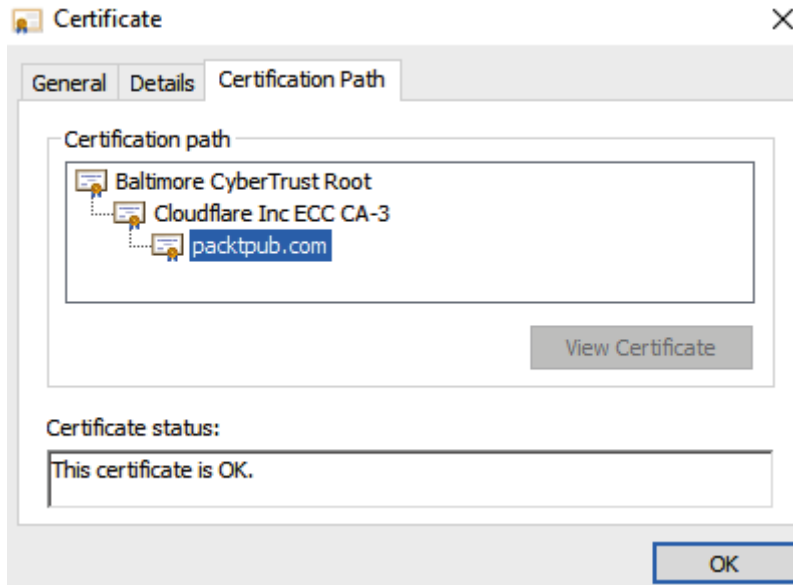 Certificate
General Details Certification Path
Certification path
Baltimore CyberTrust Root
Cloudflare Inc ECC CA-3
packtpub.com
View Certificate
Certificate status:
This certificate is OK.
OK